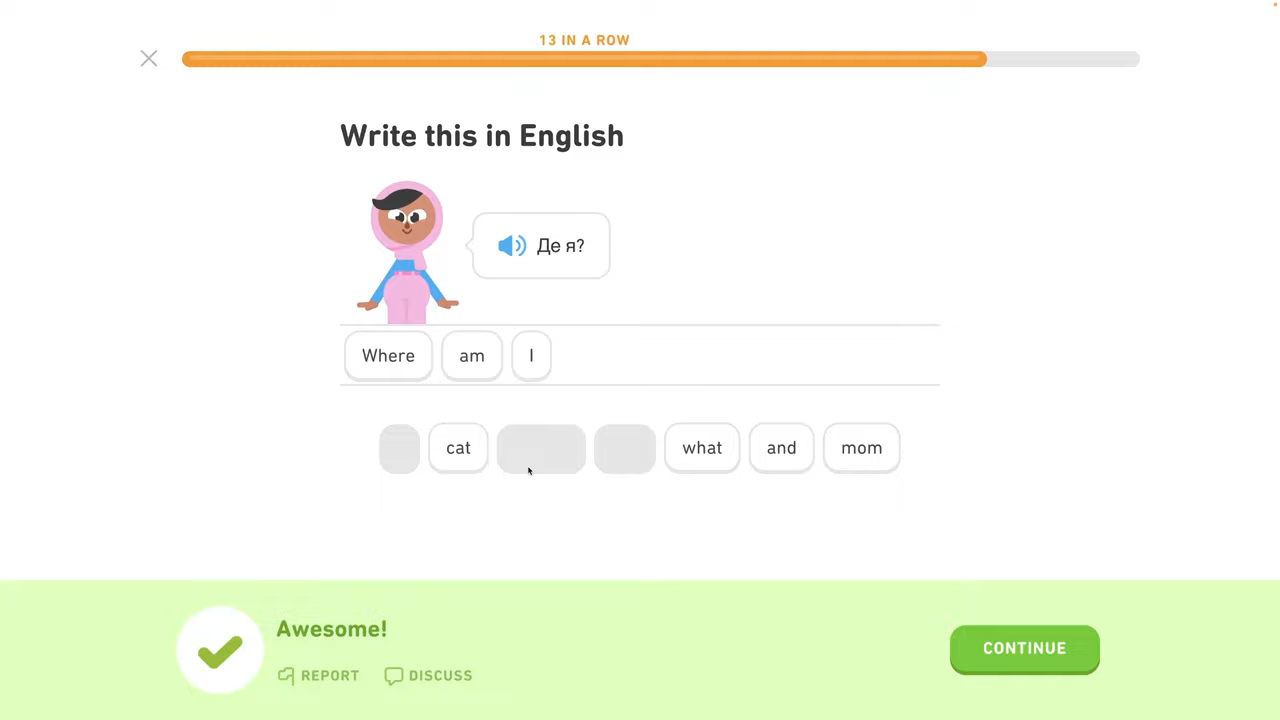 13 IN A ROW
Write this in English
Де я?
Where am I
cat what and mom
Awesome!
REPORT DISCUSS
CONTINUE